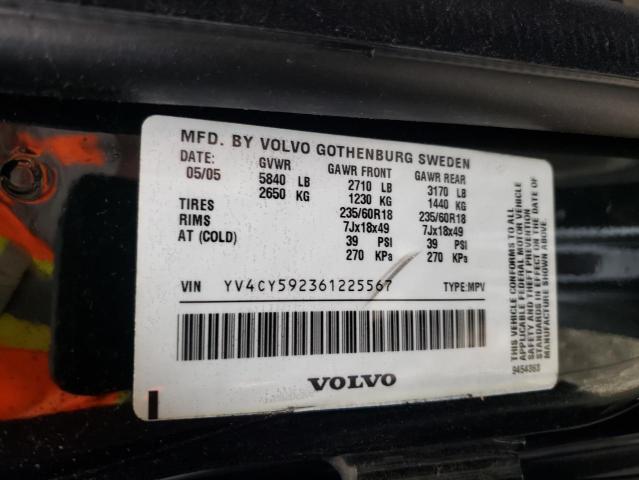 MFD. BY VOLVO GOTHENBURG SWEDEN
DATE: GVWR GAWR FRONT GAWR REAR
05/05 5840 LB 2710 LB 3170 LB
2650 KG 1230 KG 1440 KG
TIRES 235/60R18 235/60R18
RIMS 7Jx18x49 7Jx18x49
AT (COLD) 39 PSI 39 PSI
270 KPa 270 KPa
VIN YV4CY592361225567 TYPE: MPV
VOLVO
THIS VEHICLE CONFORMS TO ALL
APPLICABLE FEDERAL MOTOR VEHICLE
SAFETY AND THEFT PREVENTION
STANDARDS IN EFFECT ON THE DATE OF
MANUFACTURE SHOWN ABOVE.
9454363